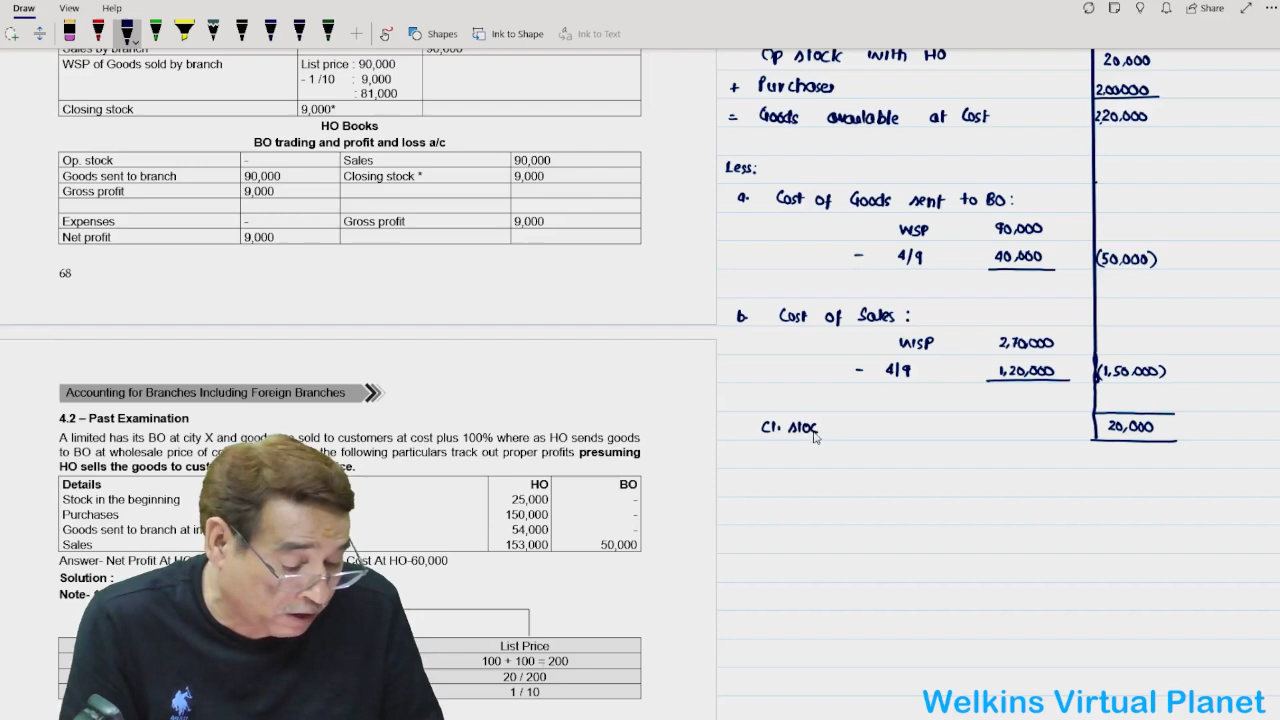 Draw View Help
Shapes Ink to Shape Ink to Text Share
Sales by branch 90,000
WSP of Goods sold by branch List price : 90,000
- 1 /10 : 9,000
: 81,000
Closing stock 9,000*
HO Books
BO trading and profit and loss a/c
Op. stock - Sales 90,000
Goods sent to branch 90,000 Closing stock * 9,000
Gross profit 9,000
Expenses - Gross profit 9,000
Net profit 9,000
68
Accounting for Branches Including Foreign Branches
4.2 – Past Examination
A limited has its BO at city X and good sold to customers at cost plus 100% where as HO sends goods
to BO at wholesale price of the following particulars track out proper profits presuming
HO sells the goods to
Details HO BO
Stock in the beginning 25,000 -
Purchases 150,000 -
Goods sent to branch at in 54,000 -
Sales 153,000 50,000
Answer- Net Profit At Cost At HO-60,000
Solution :
Note-
List Price
100 + 100 = 200
20 / 200
1 / 10
Op stock with HO 20,000
+ Purchases 2,00000
= Goods available at Cost 2,20,000
Less:
a. Cost of Goods sent to BO:
WSP 90,000
- 4/9 40,000 (50,000)
b. Cost of Sales :
WSP 2,70,000
- 4/9 1,20,000 (1,50,000)
Cl. stoc 20,000
Welkins Virtual Planet